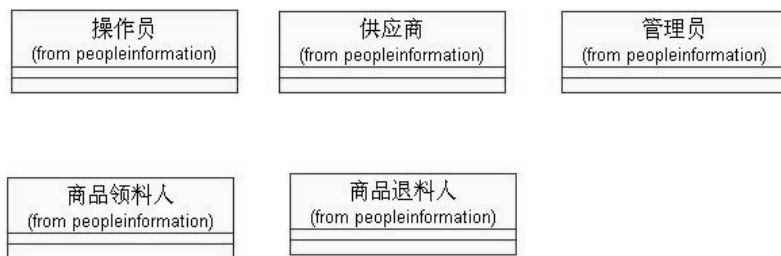 操作员
(from peopleinformation)
供应商
(from peopleinformation)
管理员
(from peopleinformation)
商品领料人
(from peopleinformation)
商品退料人
(from peopleinformation)